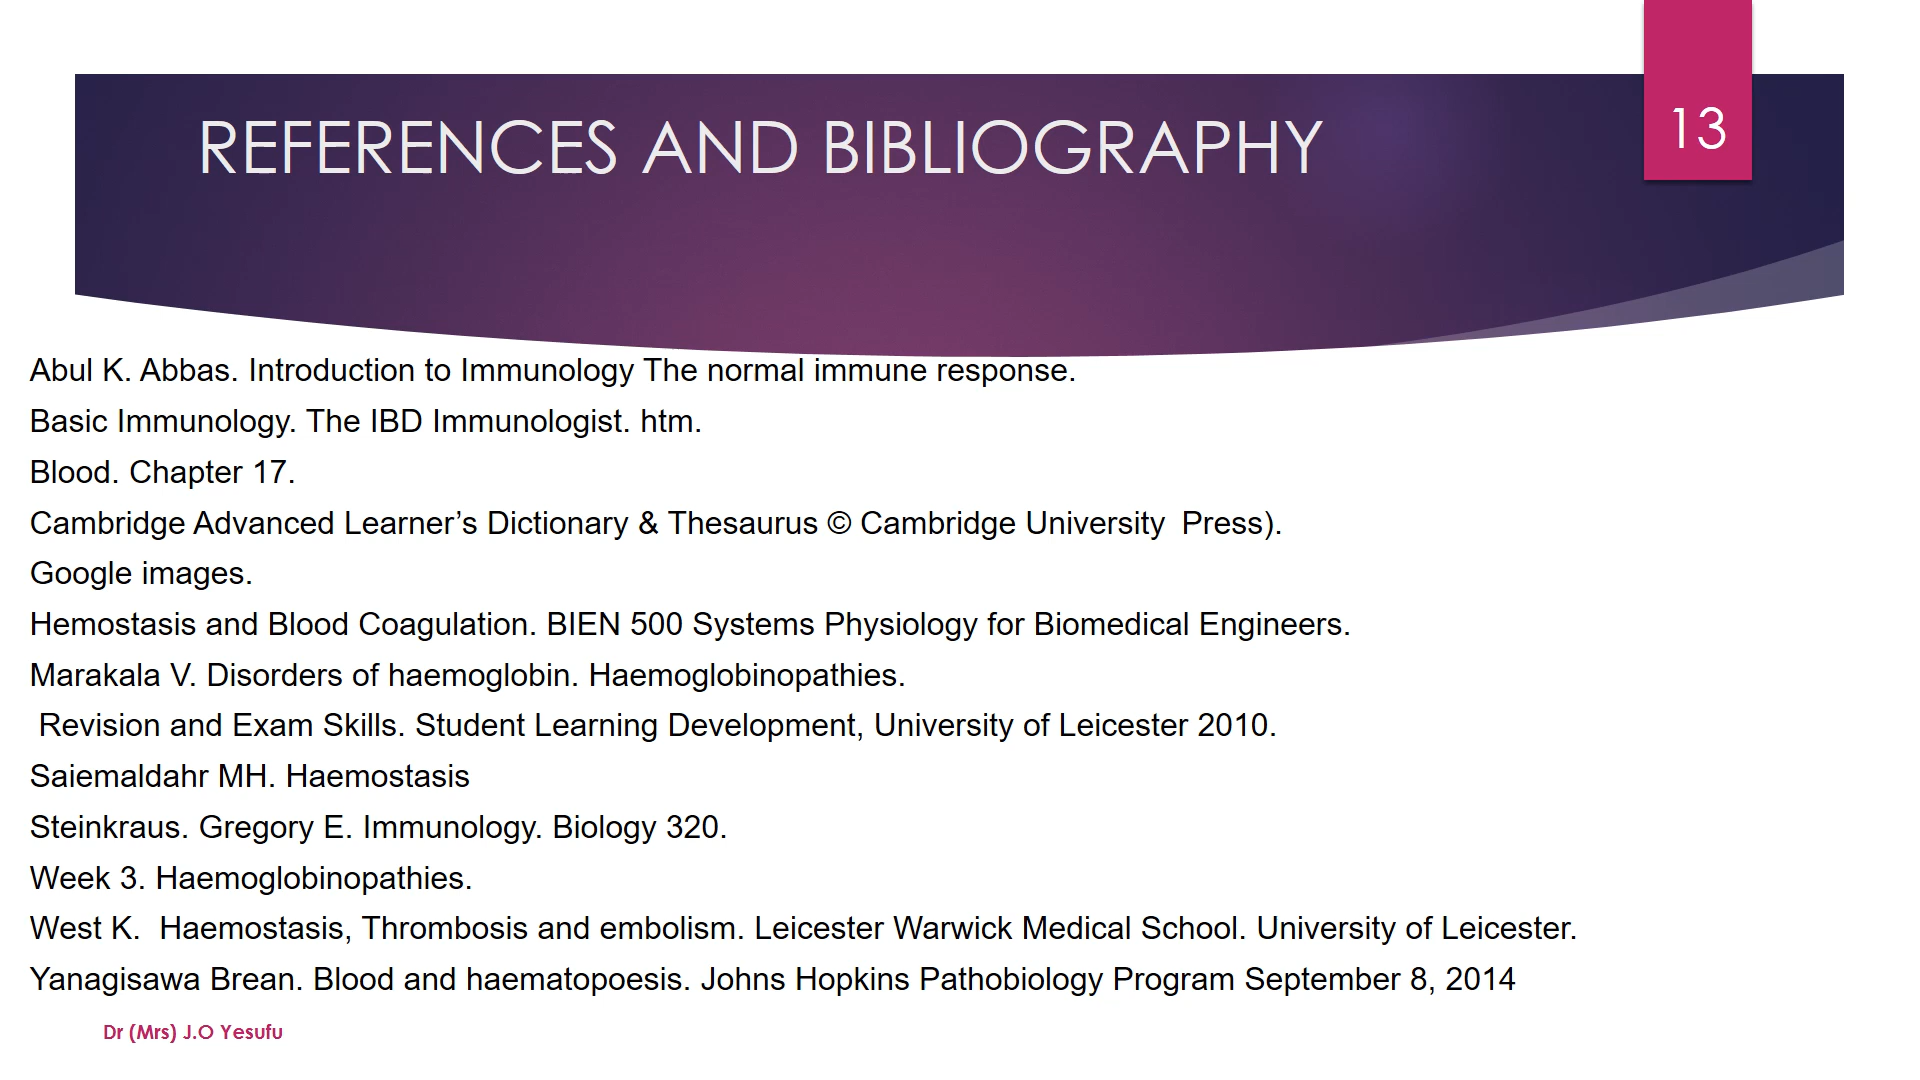 REFERENCES AND BIBLIOGRAPHY
13
Abul K. Abbas. Introduction to Immunology The normal immune response.
Basic Immunology. The IBD Immunologist. htm.
Blood. Chapter 17.
Cambridge Advanced Learner’s Dictionary & Thesaurus © Cambridge University  Press).
Google images.
Hemostasis and Blood Coagulation. BIEN 500 Systems Physiology for Biomedical Engineers.
Marakala V. Disorders of haemoglobin. Haemoglobinopathies.
Revision and Exam Skills. Student Learning Development, University of Leicester 2010.
Saiemaldahr MH. Haemostasis
Steinkraus. Gregory E. Immunology. Biology 320.
Week 3. Haemoglobinopathies.
West K.  Haemostasis, Thrombosis and embolism. Leicester Warwick Medical School. University of Leicester.
Yanagisawa Brean. Blood and haematopoesis. Johns Hopkins Pathobiology Program September 8, 2014
Dr (Mrs) J.O Yesufu